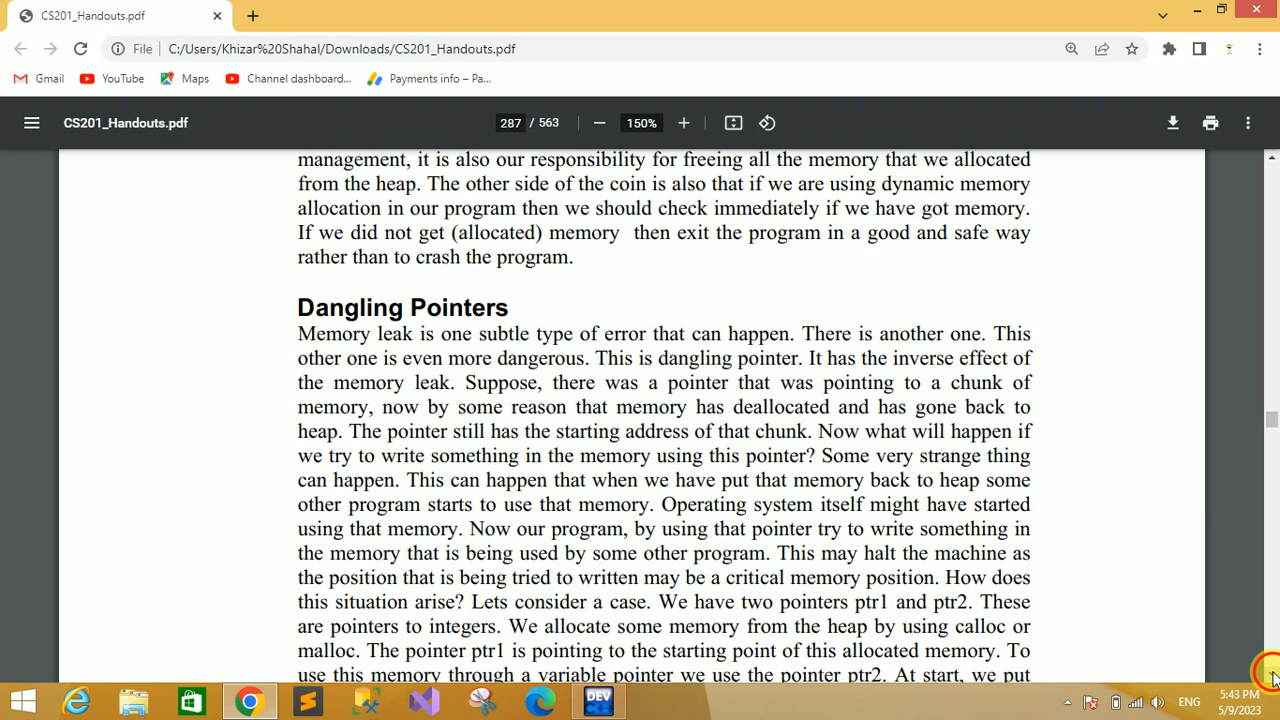 CS201_Handouts.pdf
File
C:/Users/Khizar%20Shahal/Downloads/CS201_Handouts.pdf
Gmail
YouTube
Maps
Channel dashboard...
Payments info – Pa...
CS201_Handouts.pdf
287 / 563
150%
management, it is also our responsibility for freeing all the memory that we allocated
from the heap. The other side of the coin is also that if we are using dynamic memory
allocation in our program then we should check immediately if we have got memory.
If we did not get (allocated) memory then exit the program in a good and safe way
rather than to crash the program.
Dangling Pointers
Memory leak is one subtle type of error that can happen. There is another one. This
other one is even more dangerous. This is dangling pointer. It has the inverse effect of
the memory leak. Suppose, there was a pointer that was pointing to a chunk of
memory, now by some reason that memory has deallocated and has gone back to
heap. The pointer still has the starting address of that chunk. Now what will happen if
we try to write something in the memory using this pointer? Some very strange thing
can happen. This can happen that when we have put that memory back to heap some
other program starts to use that memory. Operating system itself might have started
using that memory. Now our program, by using that pointer try to write something in
the memory that is being used by some other program. This may halt the machine as
the position that is being tried to written may be a critical memory position. How does
this situation arise? Lets consider a case. We have two pointers ptr1 and ptr2. These
are pointers to integers. We allocate some memory from the heap by using calloc or
malloc. The pointer ptr1 is pointing to the starting point of this allocated memory. To
use this memory through a variable pointer we use the pointer ptr2. At start, we put
DEV
ENG
5:43 PM
5/9/2023